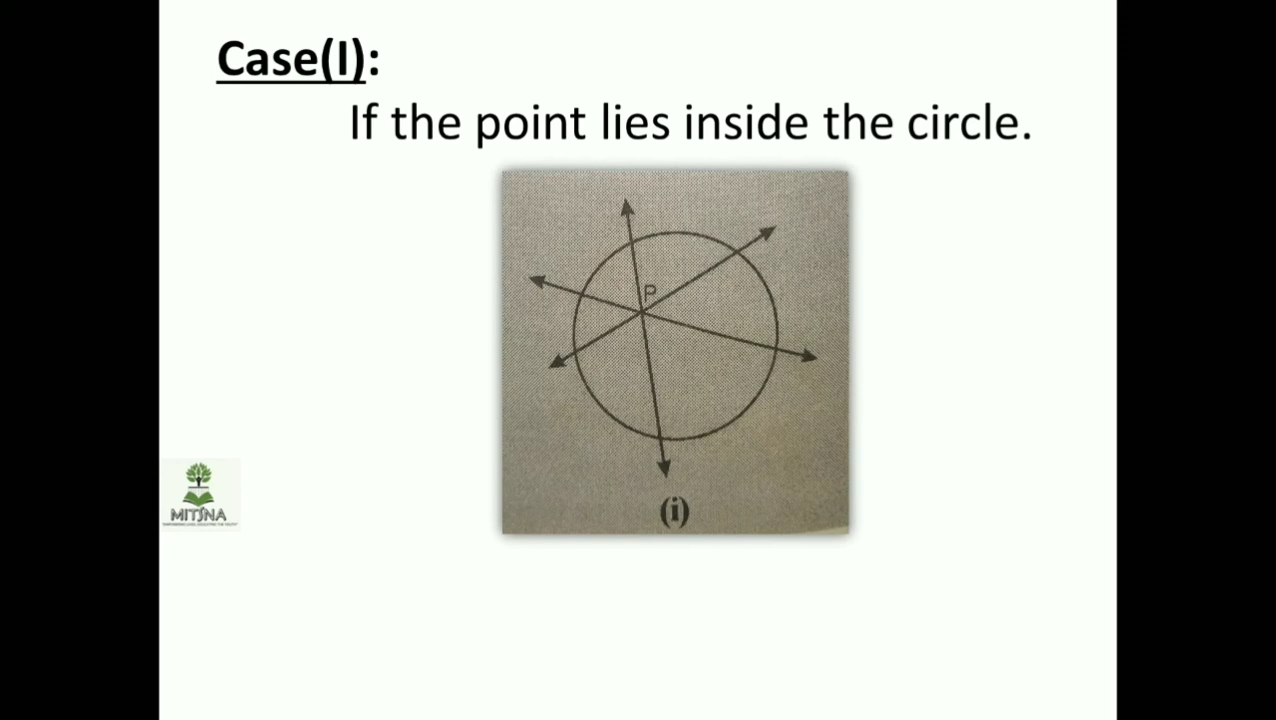 Case(I):
If the point lies inside the circle.
P
(i)
MITJNA